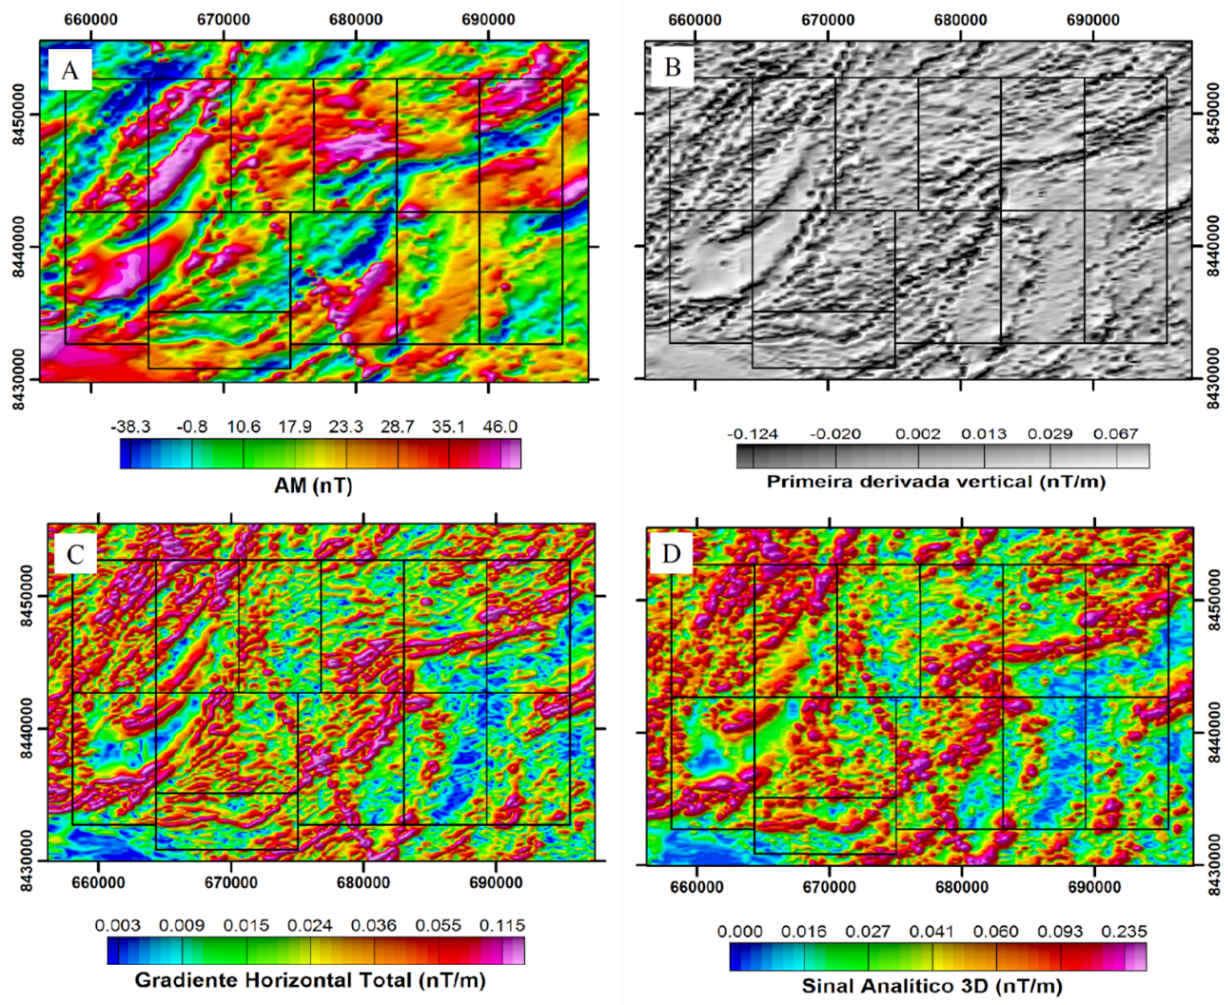 660000 670000 680000 690000
660000 670000 680000 690000
A
B
8450000
8440000
8430000
8450000
8440000
8430000
-38.3 -0.8 10.6 17.9 23.3 28.7 35.1 46.0
AM (nT)
-0.124 -0.020 0.002 0.013 0.029 0.067
Primeira derivada vertical (nT/m)
C
D
8450000
8440000
8430000
8450000
8440000
8430000
660000 670000 680000 690000
660000 670000 680000 690000
0.003 0.009 0.015 0.024 0.036 0.055 0.115
Gradiente Horizontal Total (nT/m)
0.000 0.016 0.027 0.041 0.060 0.093 0.235
Sinal Analítico 3D (nT/m)